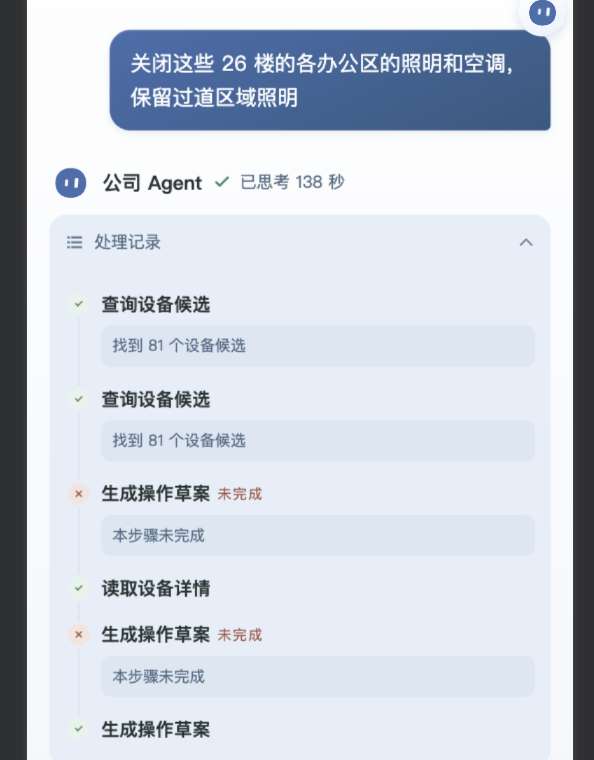 关闭这些 26 楼的各办公区的照明和空调,
保留过道区域照明
公司 Agent 已思考 138 秒
处理记录
查询设备候选
找到 81 个设备候选
查询设备候选
找到 81 个设备候选
生成操作草案 未完成
本步骤未完成
读取设备详情
生成操作草案 未完成
本步骤未完成
生成操作草案